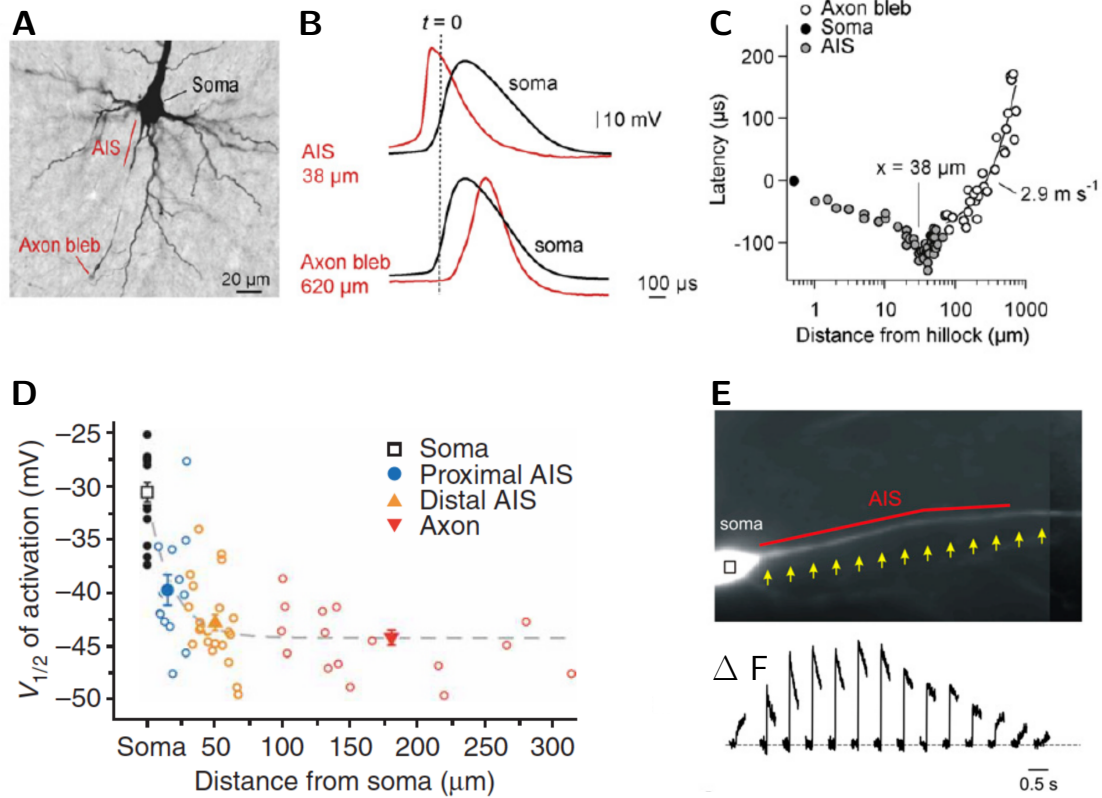 A
Soma
AIS
Axon bleb
20 µm
B
t = 0
soma
10 mV
AIS
38 µm
soma
Axon bleb
620 µm
100 µs
C
Axon bleb
Soma
AIS
Latency (µs)
200
100
0
-100
x = 38 µm
2.9 m s⁻¹
1 10 100 1000
Distance from hillock (µm)
D
V1/2 of activation (mV)
−25
−30
−35
−40
−45
−50
Soma
Proximal AIS
Distal AIS
Axon
Soma 50 100 150 200 250 300
Distance from soma (µm)
E
soma
AIS
Δ F
0.5 s